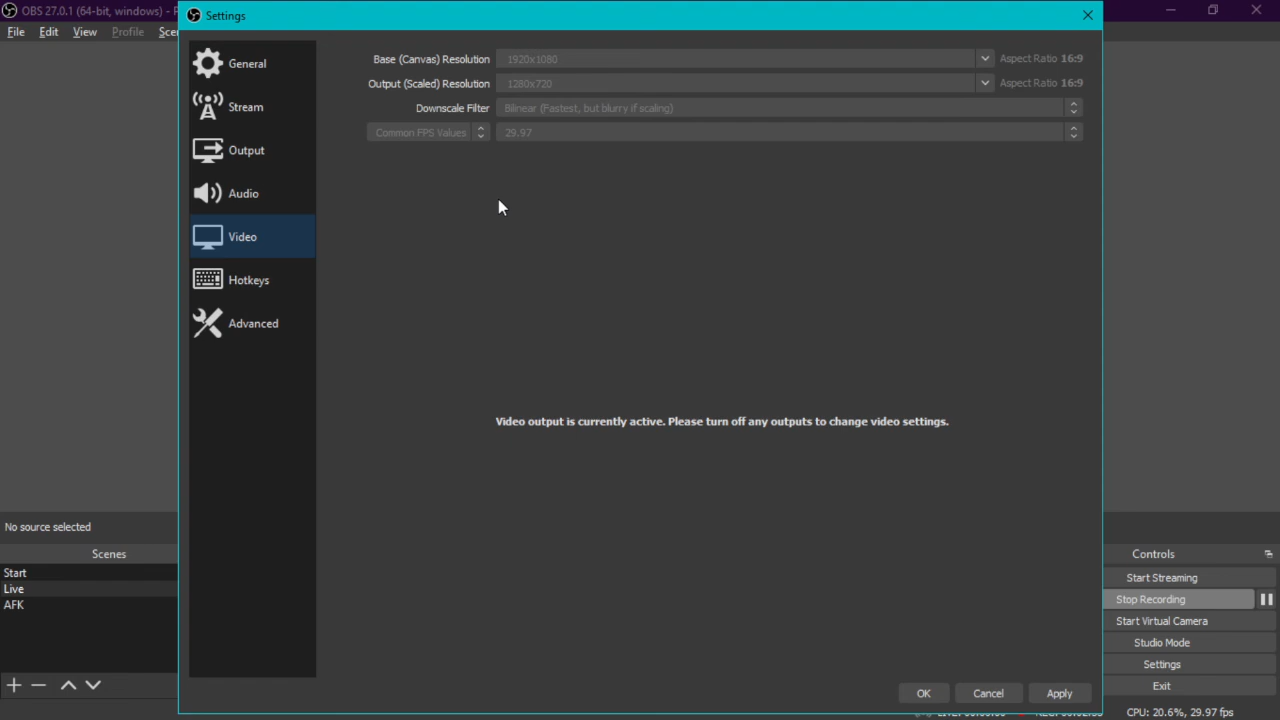 OBS 27.0.1 (64-bit, windows) - P
Settings
File Edit View Profile Scer
General
Stream
Output
Audio
Video
Hotkeys
Advanced
Base (Canvas) Resolution 1920x1080 Aspect Ratio 16:9
Output (Scaled) Resolution 1280x720 Aspect Ratio 16:9
Downscale Filter Bilinear (Fastest, but blurry if scaling)
Common FPS Values 29.97
Video output is currently active. Please turn off any outputs to change video settings.
No source selected
Scenes
Start
Live
AFK
Controls
Start Streaming
Stop Recording
Start Virtual Camera
Studio Mode
Settings
Exit
OK Cancel Apply
CPU: 20.6%, 29.97 fps